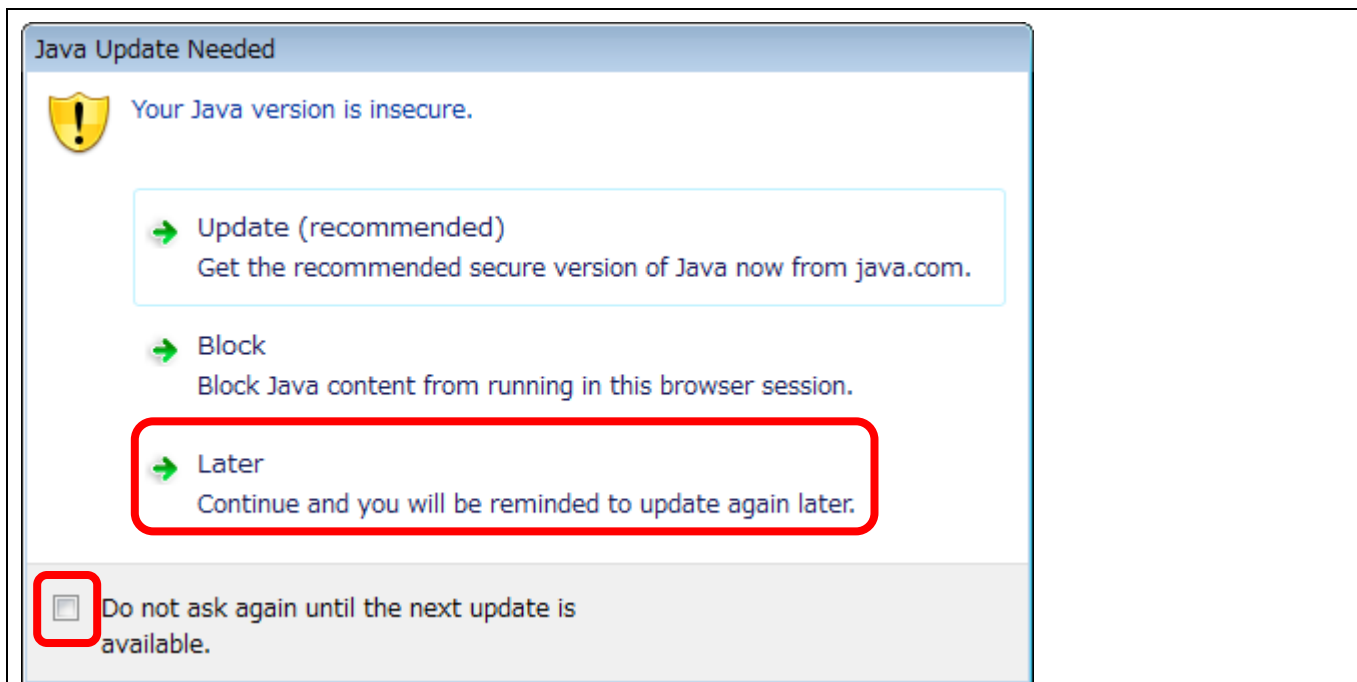 Java Update Needed
Your Java version is insecure.
Update (recommended)
Get the recommended secure version of Java now from java.com.
Block
Block Java content from running in this browser session.
Later
Continue and you will be reminded to update again later.
Do not ask again until the next update is
available.